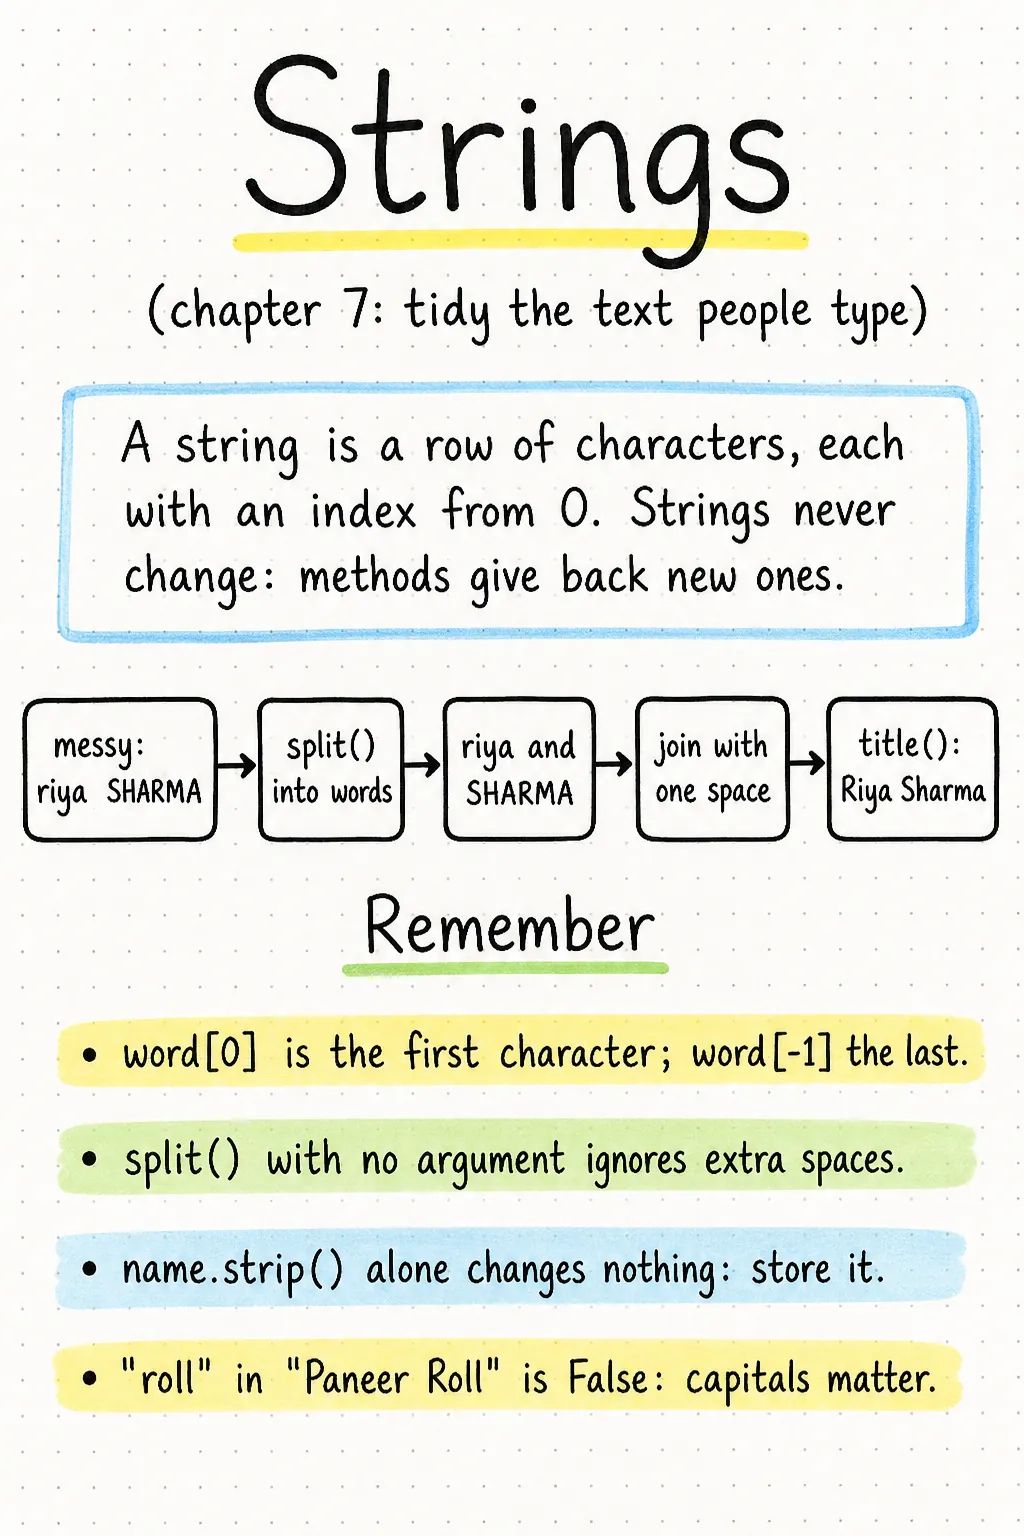 Strings
(chapter 7: tidy the text people type)
A string is a row of characters, each
with an index from 0. Strings never
change: methods give back new ones.
messy:
riya SHARMA
split()
into words
riya and
SHARMA
join with
one space
title():
Riya Sharma
Remember
• word[0] is the first character; word[-1] the last.
• split() with no argument ignores extra spaces.
• name.strip() alone changes nothing: store it.
• "roll" in "Paneer Roll" is False: capitals matter.